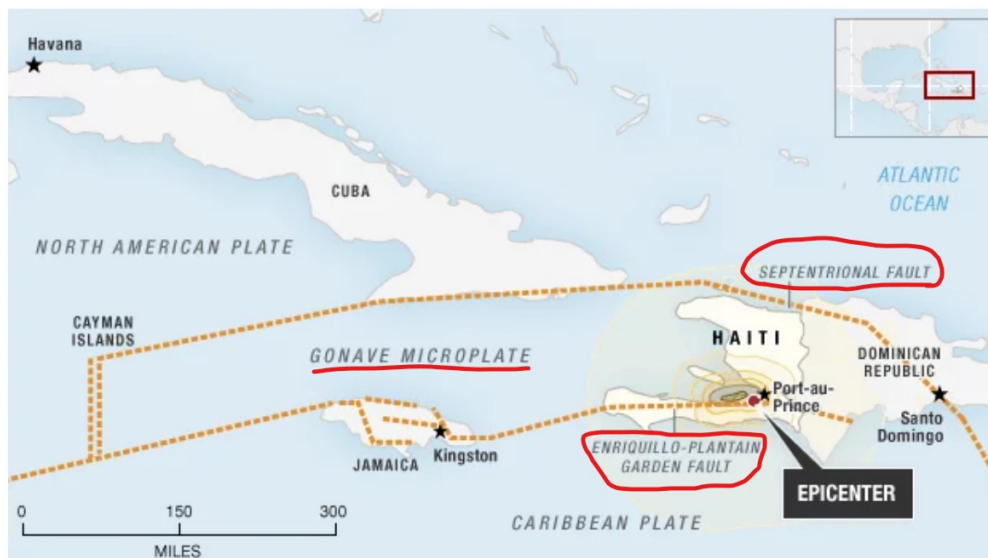 Havana
CUBA
ATLANTIC
OCEAN
NORTH AMERICAN PLATE
SEPTENTRIONAL FAULT
CAYMAN
ISLANDS
GONAVE MICROPLATE
HAITI
DOMINICAN
REPUBLIC
Port-au-
Prince
Santo
Domingo
JAMAICA
Kingston
ENRIQUILLO-PLANTAIN
GARDEN FAULT
EPICENTER
CARIBBEAN PLATE
0 150 300
MILES